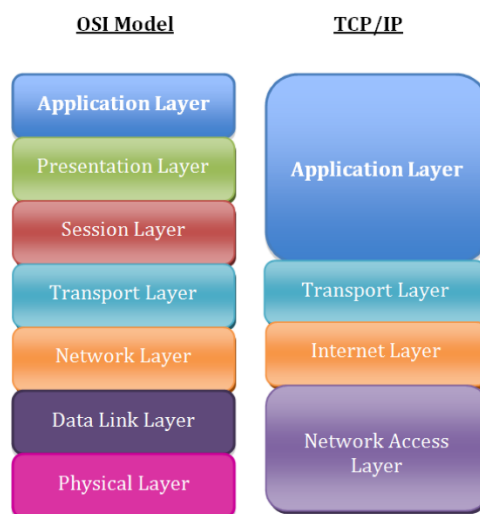 OSI Model
Application Layer
Presentation Layer
Session Layer
Transport Layer
Network Layer
Data Link Layer
Physical Layer
TCP/IP
Application Layer
Transport Layer
Internet Layer
Network Access
Layer